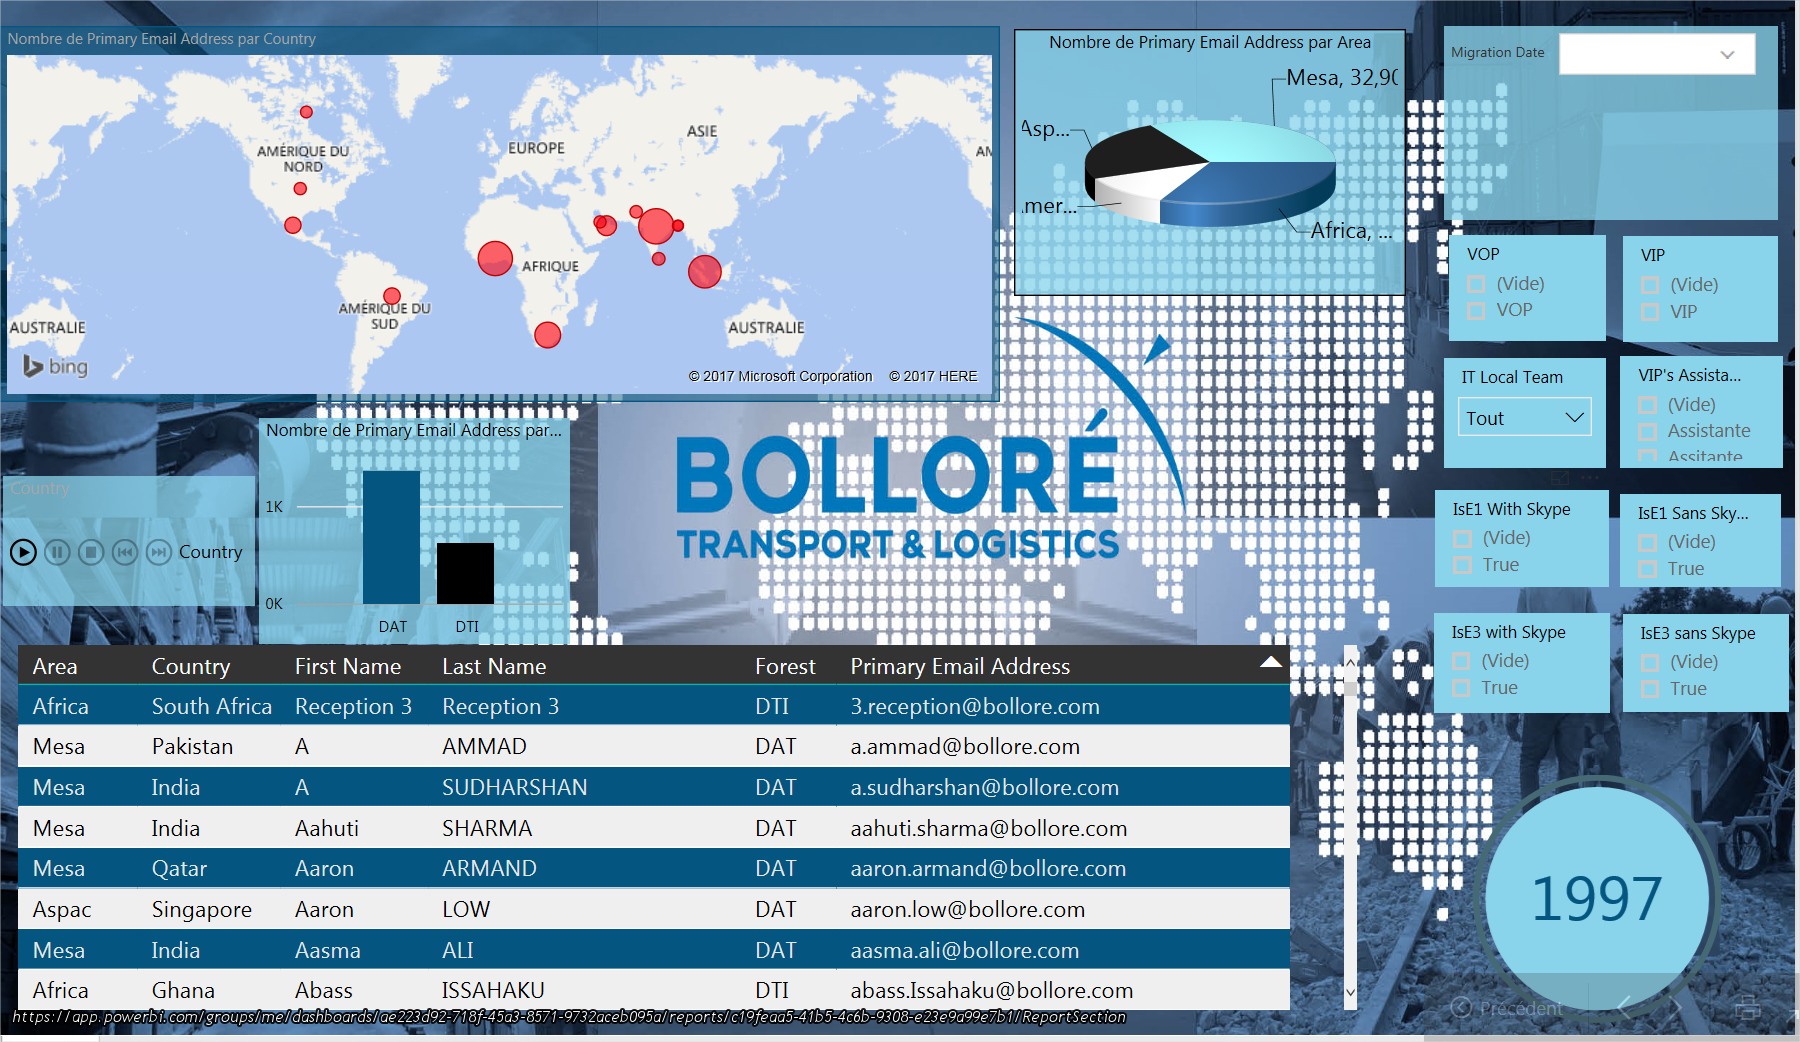 Nombre de Primary Email Address par Country
AMÉRIQUE DU
NORD
EUROPE
ASIE
AM
AFRIQUE
AMÉRIQUE DU
SUD
AUSTRALIE
AUSTRALIE
bing
© 2017 Microsoft Corporation © 2017 HERE
Nombre de Primary Email Address par Area
Mesa, 32,90
Asp...
mer...
Africa, ...
Migration Date
VOP
(Vide)
VOP
VIP
(Vide)
VIP
IT Local Team
Tout
VIP's Assista...
(Vide)
Assistante
Assitante
IsE1 With Skype
(Vide)
True
IsE1 Sans Sky...
(Vide)
True
IsE3 with Skype
(Vide)
True
IsE3 sans Skype
(Vide)
True
Country
Country
Nombre de Primary Email Address par...
1K
0K
DAT DTI
BOLLORÉ
TRANSPORT & LOGISTICS
Area Country First Name Last Name Forest Primary Email Address
Africa South Africa Reception 3 Reception 3 DTI 3.reception@bollore.com
Mesa Pakistan A AMMAD DAT a.ammad@bollore.com
Mesa India A SUDHARSHAN DAT a.sudharshan@bollore.com
Mesa India Aahuti SHARMA DAT aahuti.sharma@bollore.com
Mesa Qatar Aaron ARMAND DAT aaron.armand@bollore.com
Aspac Singapore Aaron LOW DAT aaron.low@bollore.com
Mesa India Aasma ALI DAT aasma.ali@bollore.com
Africa Ghana Abass ISSAHAKU DTI abass.Issahaku@bollore.com
1997
Précédent
https://app.powerbi.com/groups/me/dashboards/ae223d92-718f-45a3-8571-9732aceb095a/reports/c19feaa5-41b5-4c6b-9308-e23e9a99e7b1/ReportSection